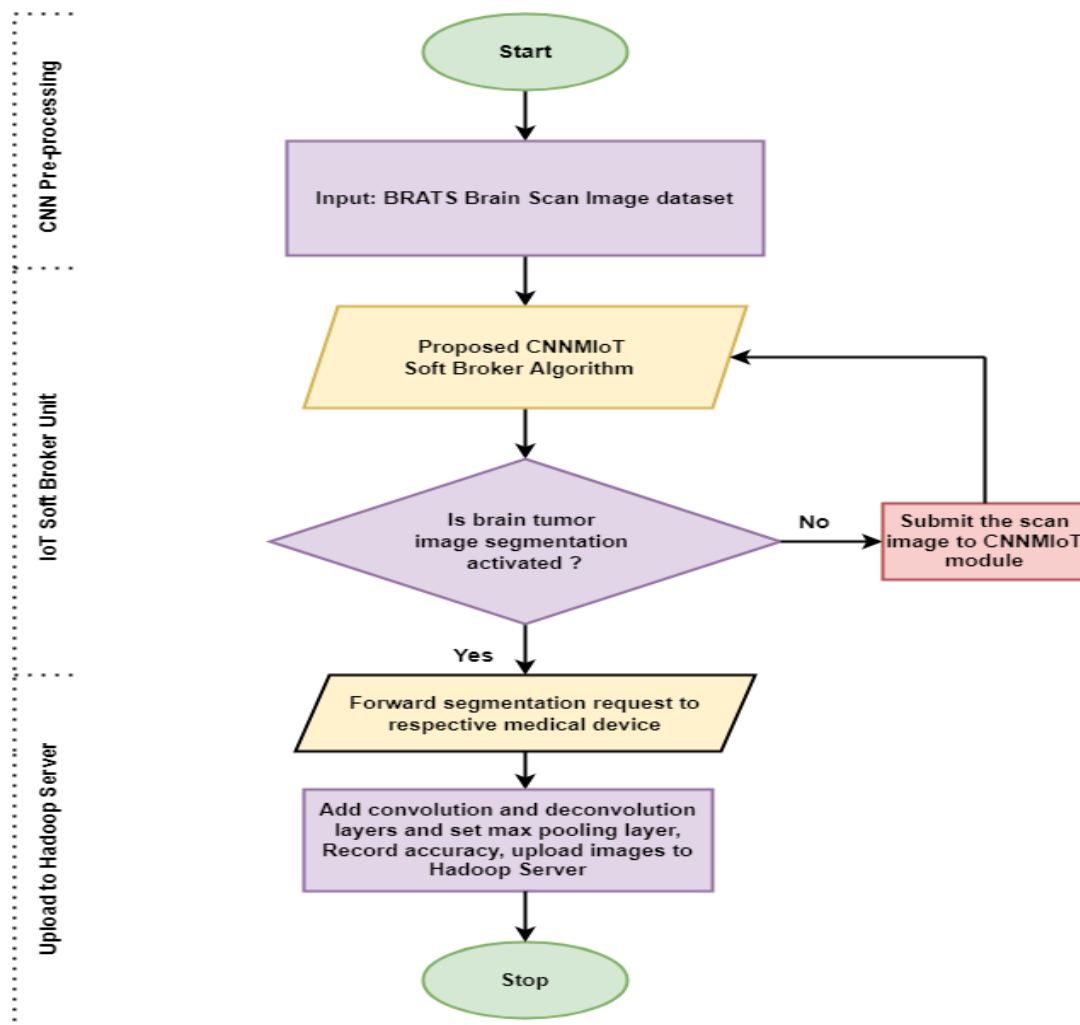 CNN Pre-processing
Start
Input: BRATS Brain Scan Image dataset
IoT Soft Broker Unit
Proposed CNNMIoT
Soft Broker Algorithm
Is brain tumor
image segmentation
activated ?
No
Submit the scan
image to CNNMIoT
module
Yes
Upload to Hadoop Server
Forward segmentation request to
respective medical device
Add convolution and deconvolution
layers and set max pooling layer,
Record accuracy, upload images to
Hadoop Server
Stop